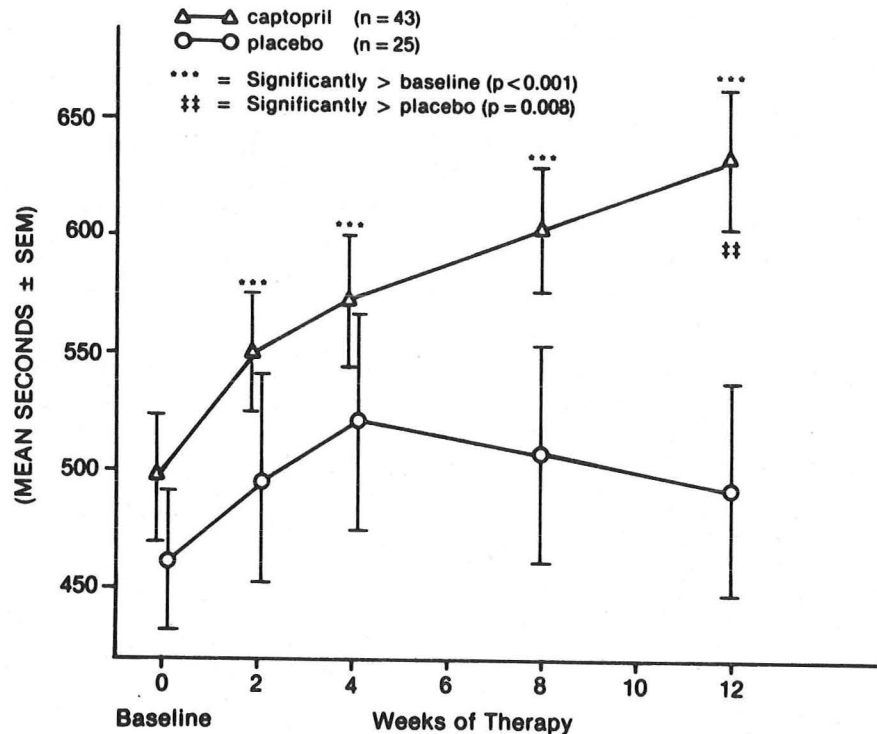 captopril (n = 43)
placebo (n = 25)
*** = Significantly > baseline (p<0.001)
‡‡ = Significantly > placebo (p = 0.008)
(MEAN SECONDS ± SEM)
650
600
550
500
450
***
***
***
***
‡‡
0 2 4 6 8 10 12
Baseline Weeks of Therapy